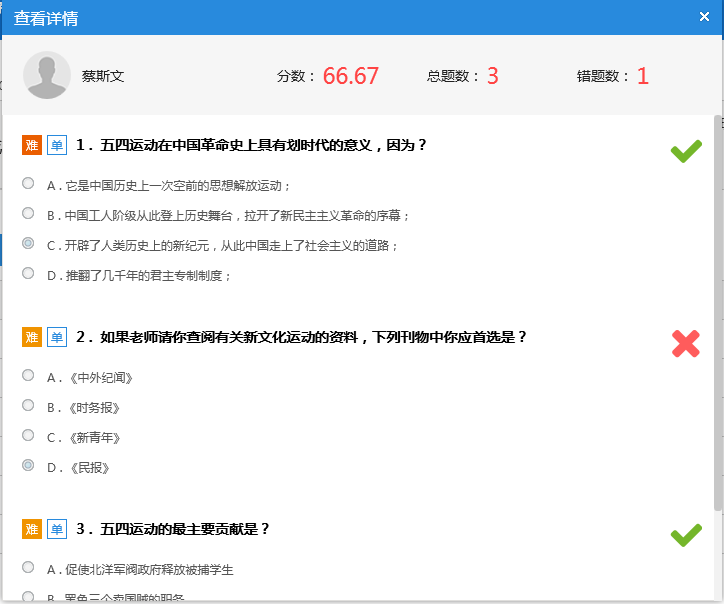 查看详情
蔡斯文 分数： 66.67 总题数： 3 错题数： 1
难 单 1 . 五四运动在中国革命史上具有划时代的意义，因为？
A . 它是中国历史上一次空前的思想解放运动；
B . 中国工人阶级从此登上历史舞台，拉开了新民主主义革命的序幕；
C . 开辟了人类历史上的新纪元，从此中国走上了社会主义的道路；
D . 推翻了几千年的君主专制制度；
难 单 2 . 如果老师请你查阅有关新文化运动的资料，下列刊物中你应首选是？
A . 《中外纪闻》
B . 《时务报》
C . 《新青年》
D . 《民报》
难 单 3 . 五四运动的最主要贡献是？
A . 促使北洋军阀政府释放被捕学生
B . 罢免三个卖国贼的职务